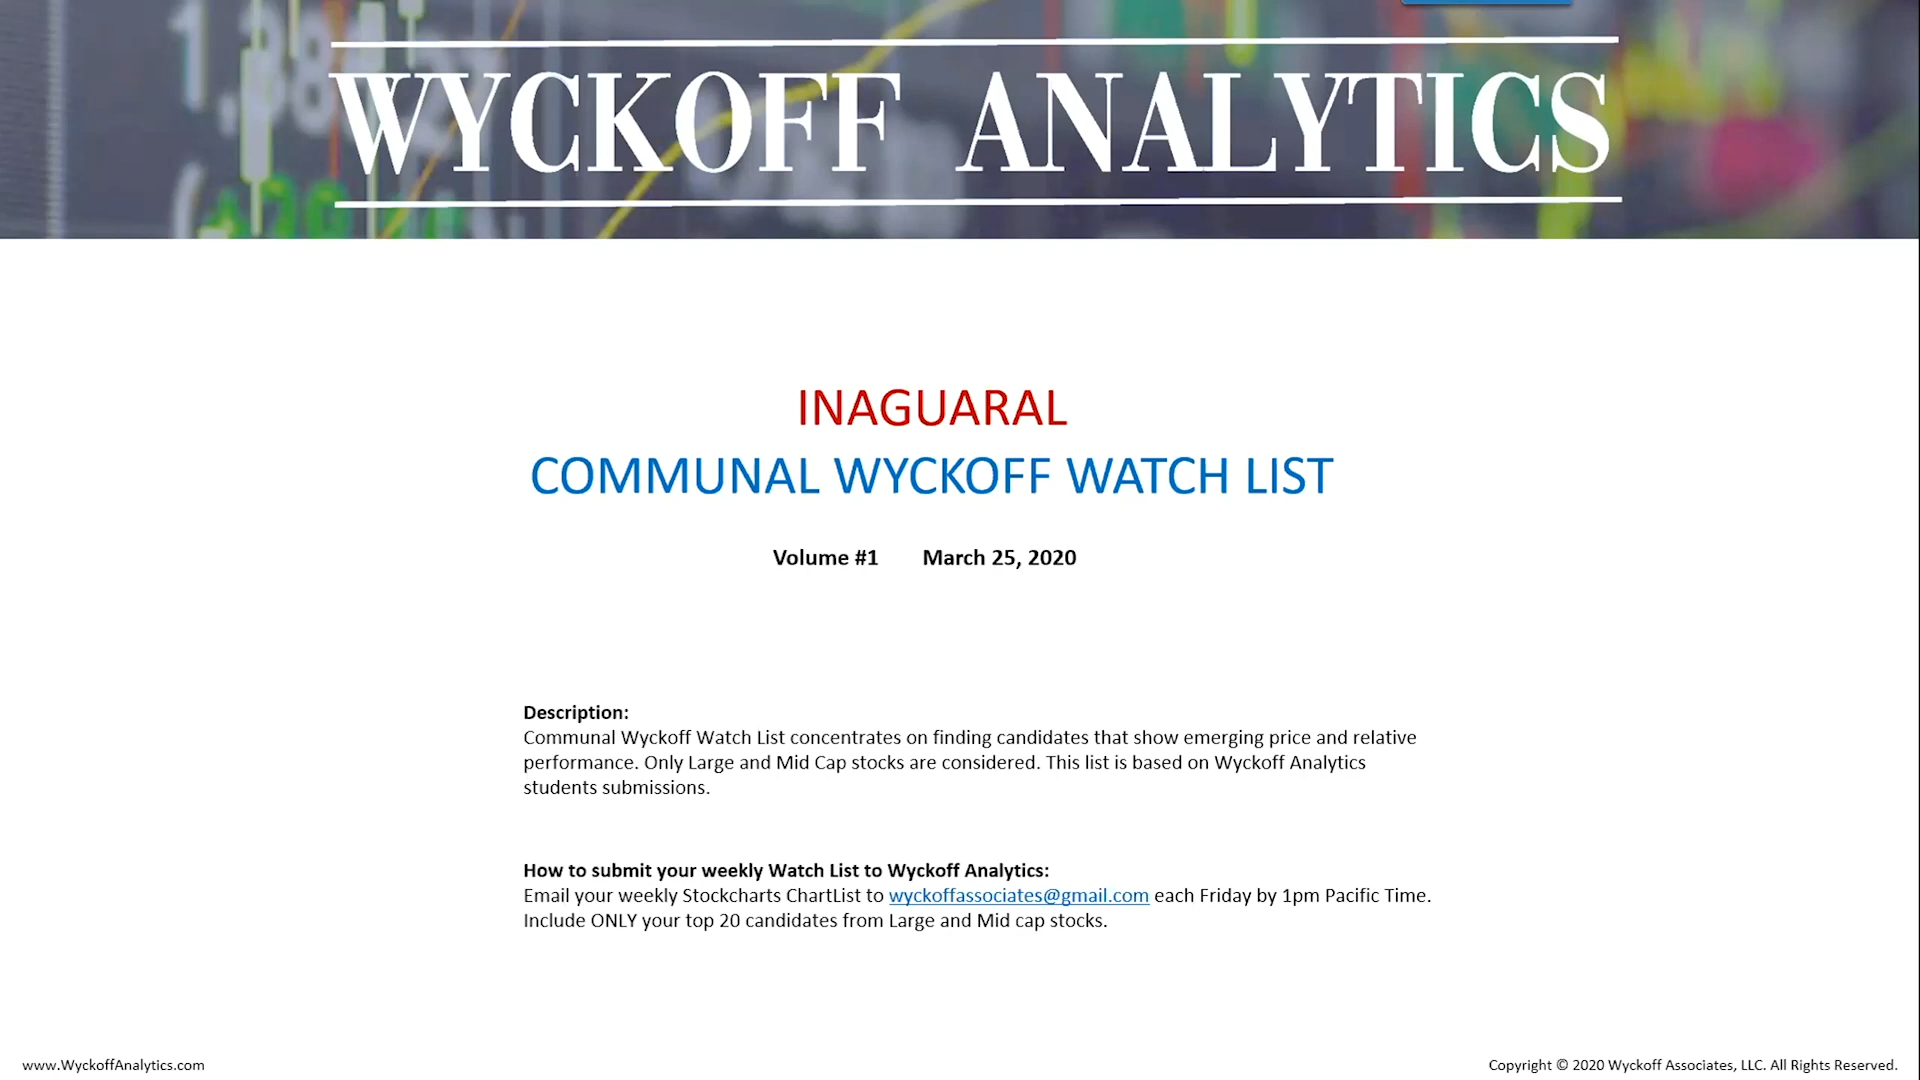 WYCKOFF ANALYTICS
INAGUARAL
COMMUNAL WYCKOFF WATCH LIST
Volume #1 March 25, 2020
Description:
Communal Wyckoff Watch List concentrates on finding candidates that show emerging price and relative
performance. Only Large and Mid Cap stocks are considered. This list is based on Wyckoff Analytics
students submissions.
How to submit your weekly Watch List to Wyckoff Analytics:
Email your weekly Stockcharts ChartList to wyckoffassociates@gmail.com each Friday by 1pm Pacific Time.
Include ONLY your top 20 candidates from Large and Mid cap stocks.
www.WyckoffAnalytics.com
Copyright © 2020 Wyckoff Associates, LLC. All Rights Reserved.